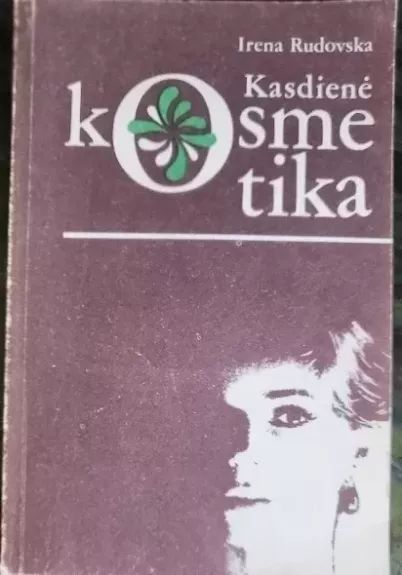 Irena Rudovska
Kasdienė
kOsme
tika